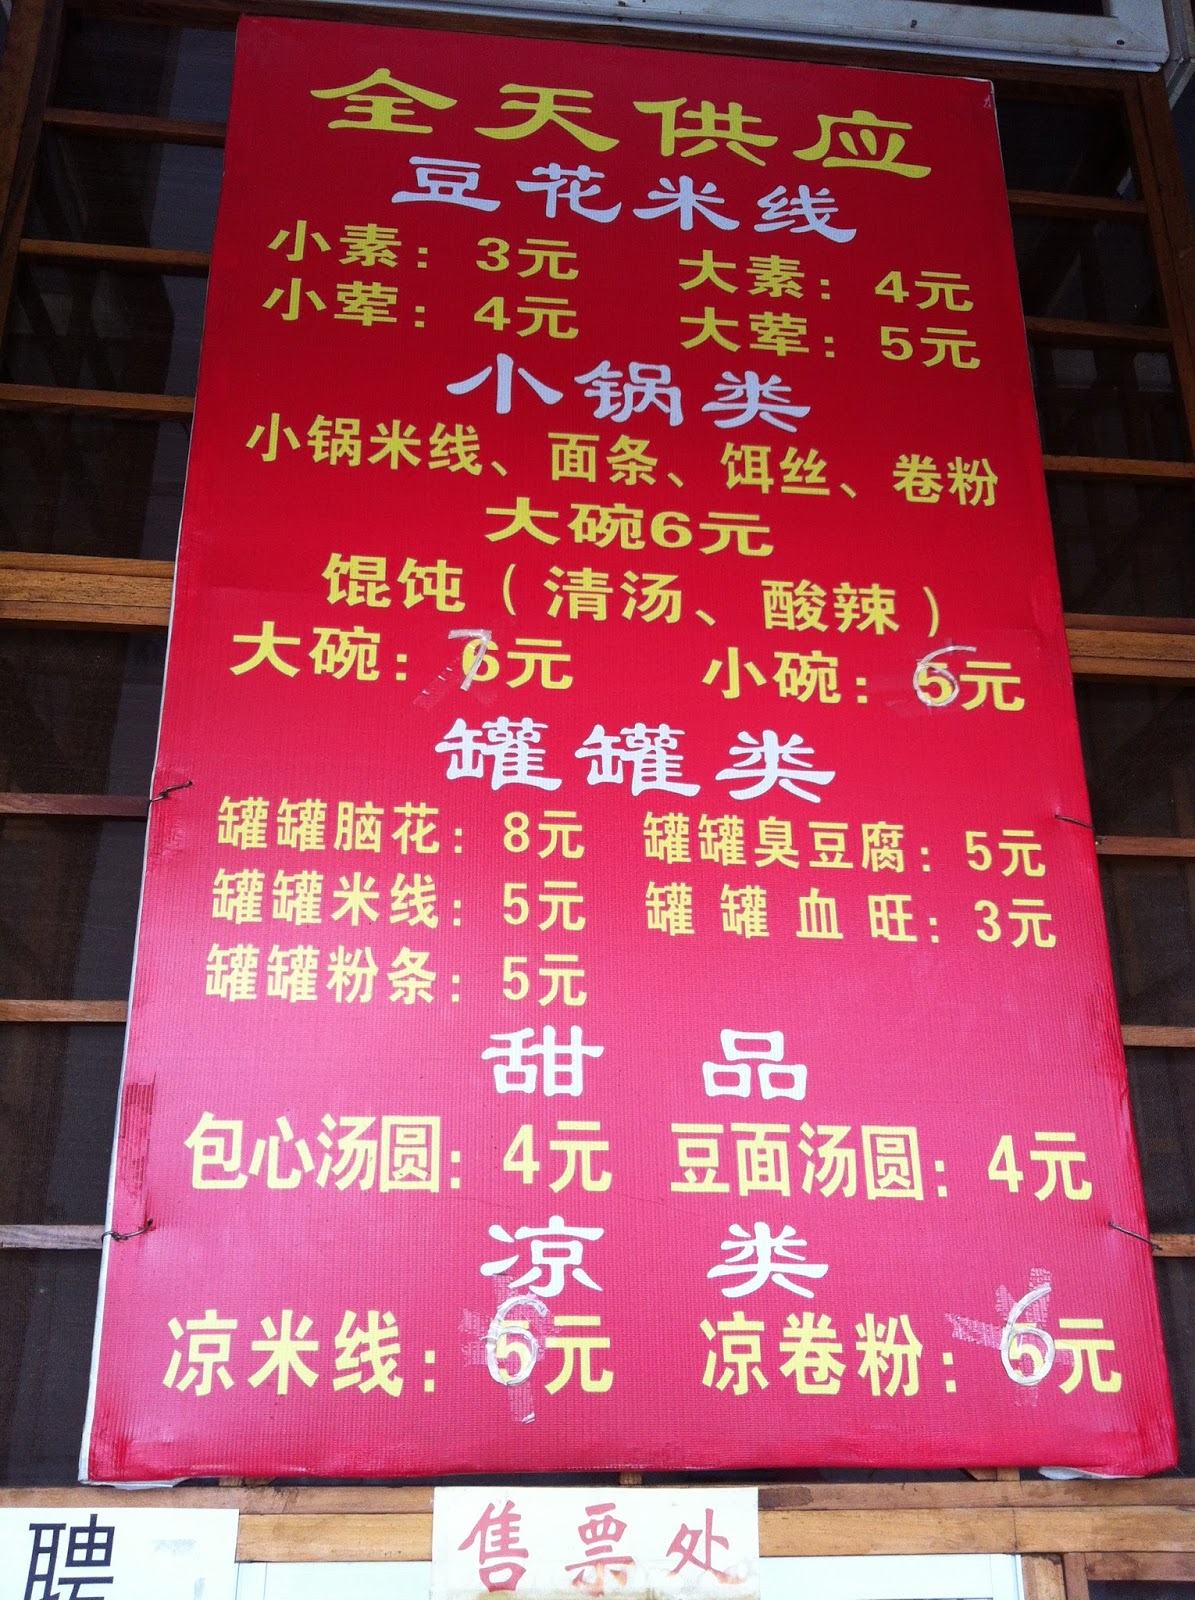 全天供应
豆花米线
小素：3元 大素：4元
小荤：4元 大荤：5元
小锅类
小锅米线、面条、饵丝、卷粉
大碗6元
馄饨（清汤、酸辣）
大碗：7元 小碗：6元
罐罐类
罐罐脑花：8元 罐罐臭豆腐：5元
罐罐米线：5元 罐罐血旺：3元
罐罐粉条：5元
甜品
包心汤圆：4元 豆面汤圆：4元
凉类
凉米线：6元 凉卷粉：6元
售票处
聘